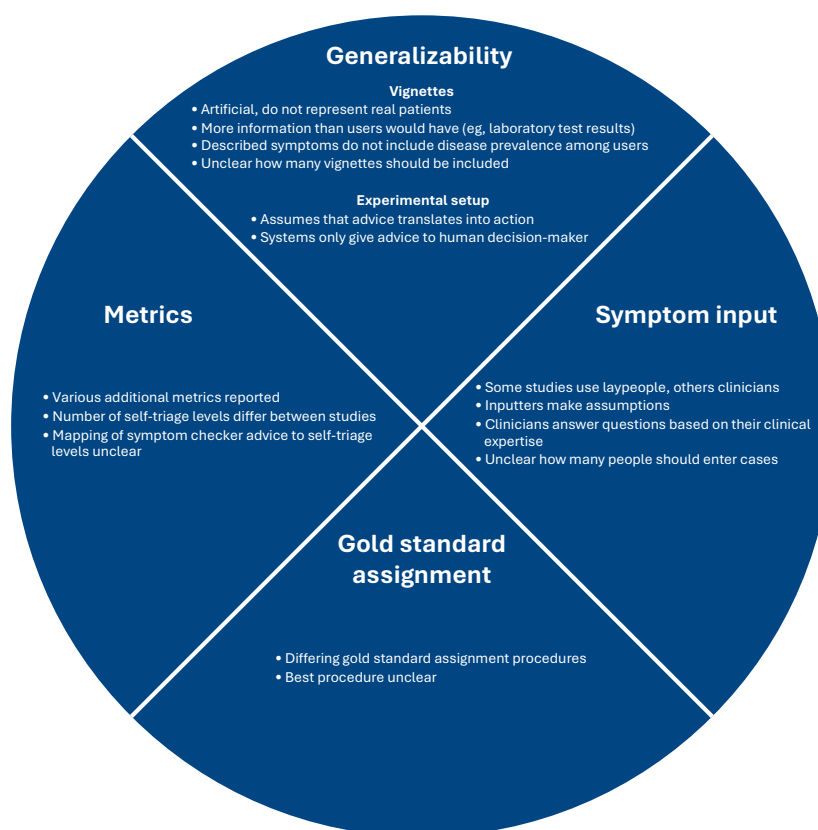 Generalizability
Vignettes
• Artificial, do not represent real patients
• More information than users would have (eg, laboratory test results)
• Described symptoms do not include disease prevalence among users
• Unclear how many vignettes should be included
Experimental setup
• Assumes that advice translates into action
• Systems only give advice to human decision-maker
Metrics
• Various additional metrics reported
• Number of self-triage levels differ between studies
• Mapping of symptom checker advice to self-triage
levels unclear
Symptom input
• Some studies use laypeople, others clinicians
• Inputters make assumptions
• Clinicians answer questions based on their clinical
expertise
• Unclear how many people should enter cases
Gold standard
assignment
• Differing gold standard assignment procedures
• Best procedure unclear